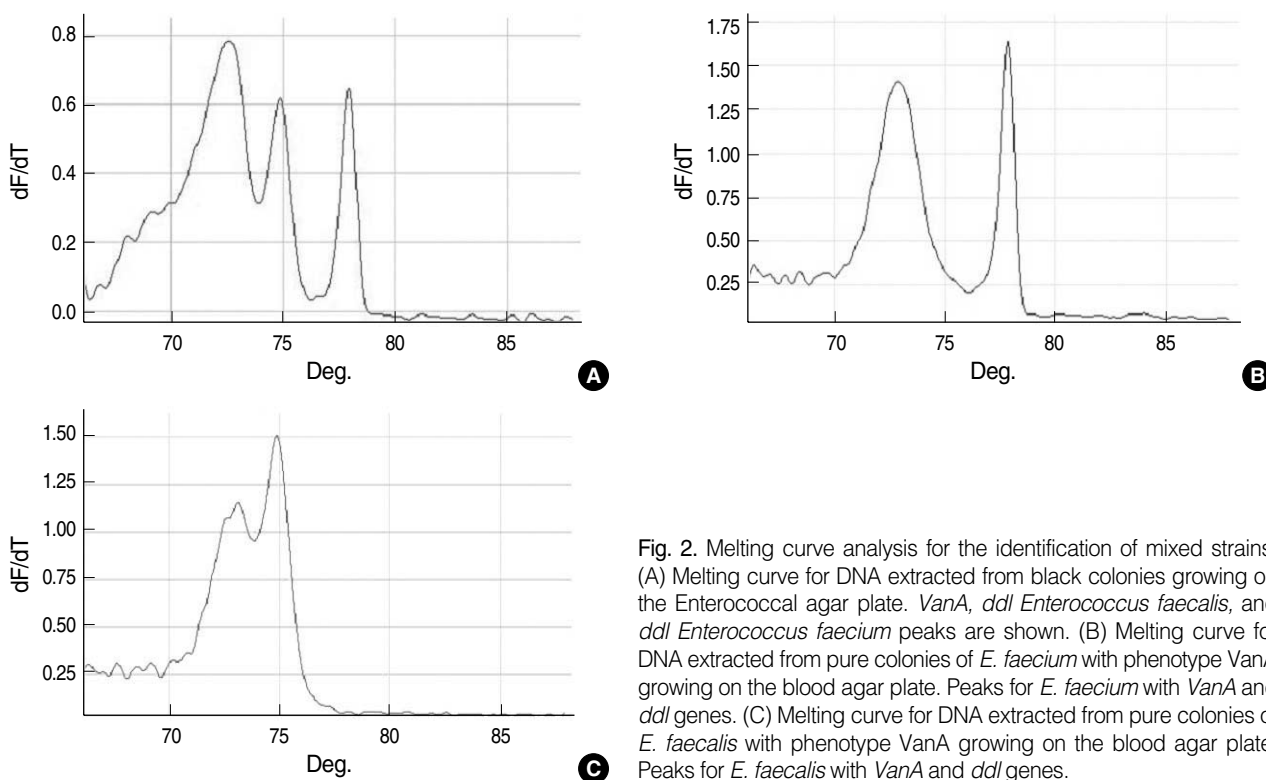 0.8
0.6
0.4
0.2
0.0
dF/dT
70 75 80 85
Deg.
A
1.75
1.50
1.25
1.00
0.75
0.50
0.25
dF/dT
70 75 80 85
Deg.
B
1.50
1.25
1.00
0.75
0.50
0.25
dF/dT
70 75 80 85
Deg.
C
Fig. 2. Melting curve analysis for the identification of mixed strains
(A) Melting curve for DNA extracted from black colonies growing o
the Enterococcal agar plate. VanA, ddl Enterococcus faecalis, and
ddl Enterococcus faecium peaks are shown. (B) Melting curve fo
DNA extracted from pure colonies of E. faecium with phenotype VanA
growing on the blood agar plate. Peaks for E. faecium with VanA and
ddl genes. (C) Melting curve for DNA extracted from pure colonies o
E. faecalis with phenotype VanA growing on the blood agar plate
Peaks for E. faecalis with VanA and ddl genes.